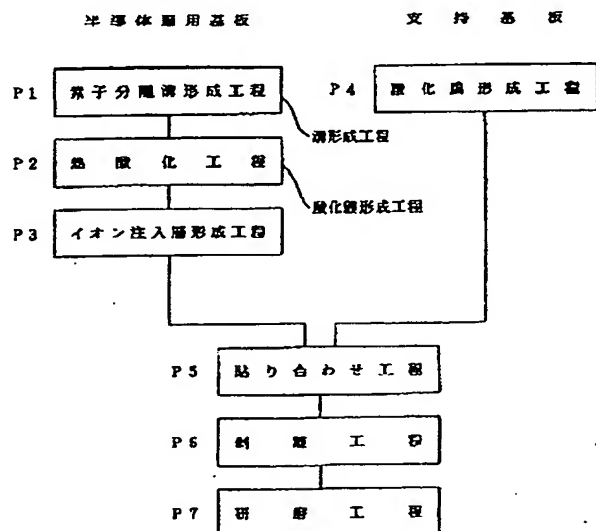 半導体層用基板
支持基板
P1 素子分離溝形成工程
P4 酸化膜形成工程
溝形成工程
P2 熱酸化工程
酸化膜形成工程
P3 イオン注入層形成工程
P5 貼り合わせ工程
P6 剥離工程
P7 研磨工程